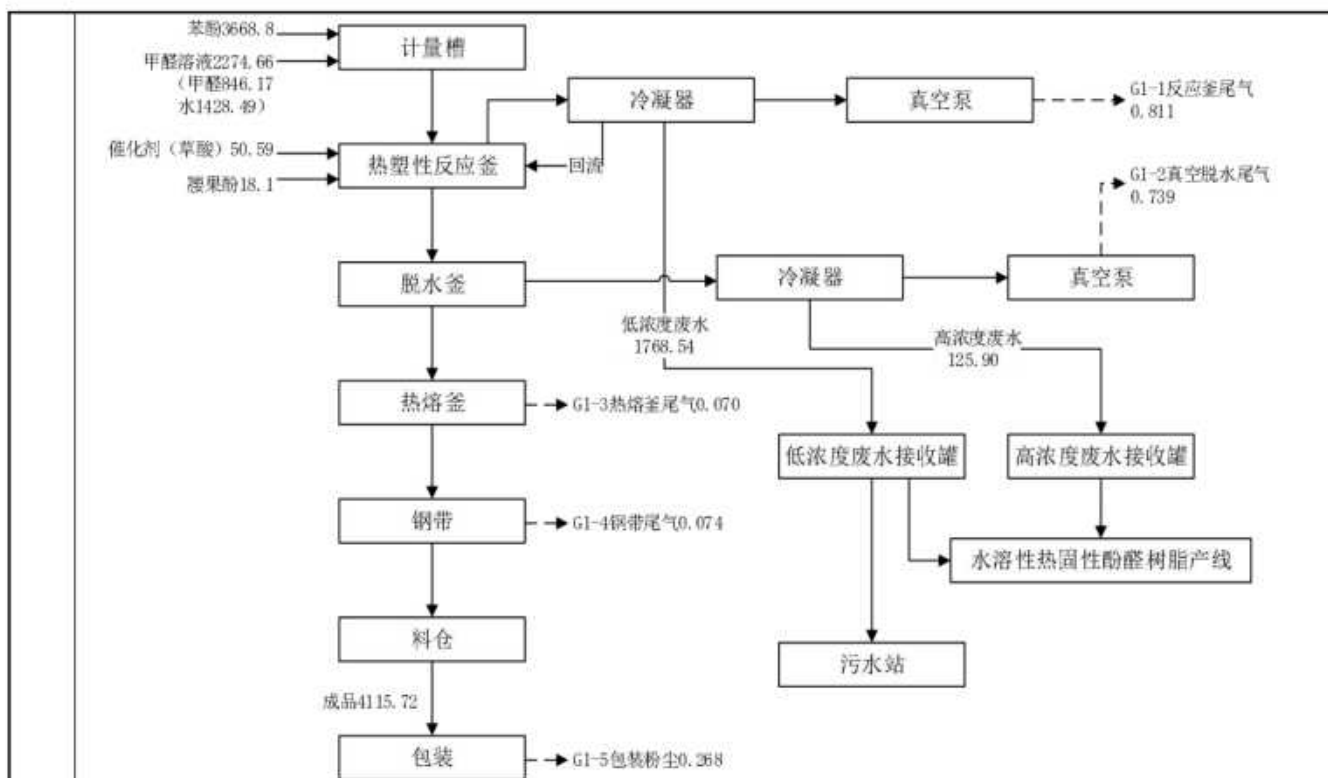 苯酚3668.8
计量槽
甲醛溶液2274.66
（甲醛846.17
水1428.49）
冷凝器
真空泵
G1-1反应釜尾气
0.811
催化剂（草酸）50.59
热塑性反应釜
回流
腰果酚18.1
G1-2真空脱水尾气
0.739
脱水釜
冷凝器
真空泵
低浓度废水
1768.54
高浓度废水
125.90
热熔釜
G1-3热熔釜尾气0.070
低浓度废水接收罐
高浓度废水接收罐
钢带
G1-4钢带尾气0.074
水溶性热固性酚醛树脂产线
料仓
污水站
成品4115.72
包装
G1-5包装粉尘0.268